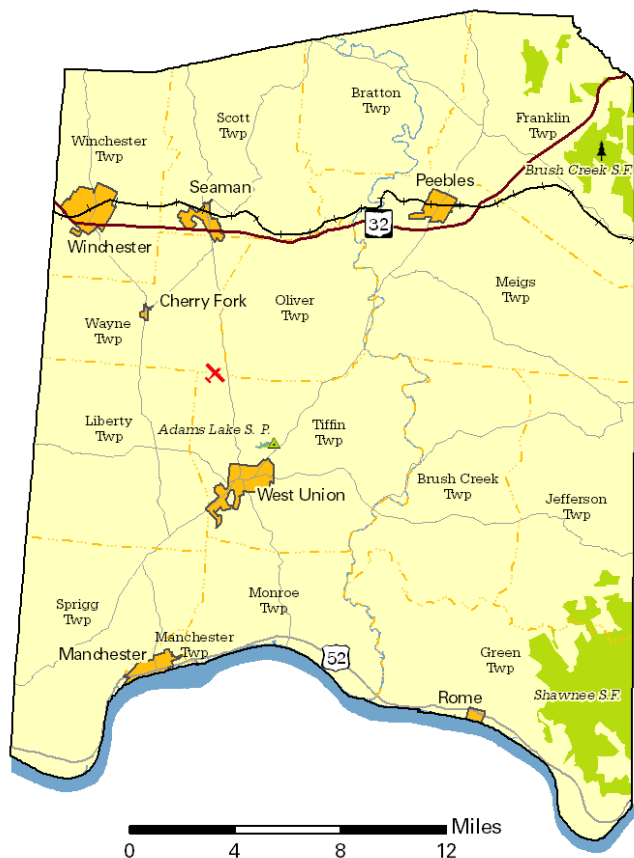 Bratton
Twp
Scott
Twp
Franklin
Twp
Winchester
Twp
Brush Creek S.F.
Seaman
Peebles
32
Winchester
Meigs
Twp
Cherry Fork
Oliver
Twp
Wayne
Twp
Liberty
Twp
Adams Lake S. P.
Tiffin
Twp
Brush Creek
Twp
West Union
Jefferson
Twp
Sprigg
Twp
Monroe
Twp
Manchester
Twp
Manchester
52
Green
Twp
Rome
Shawnee S.F.
Miles
0 4 8 12